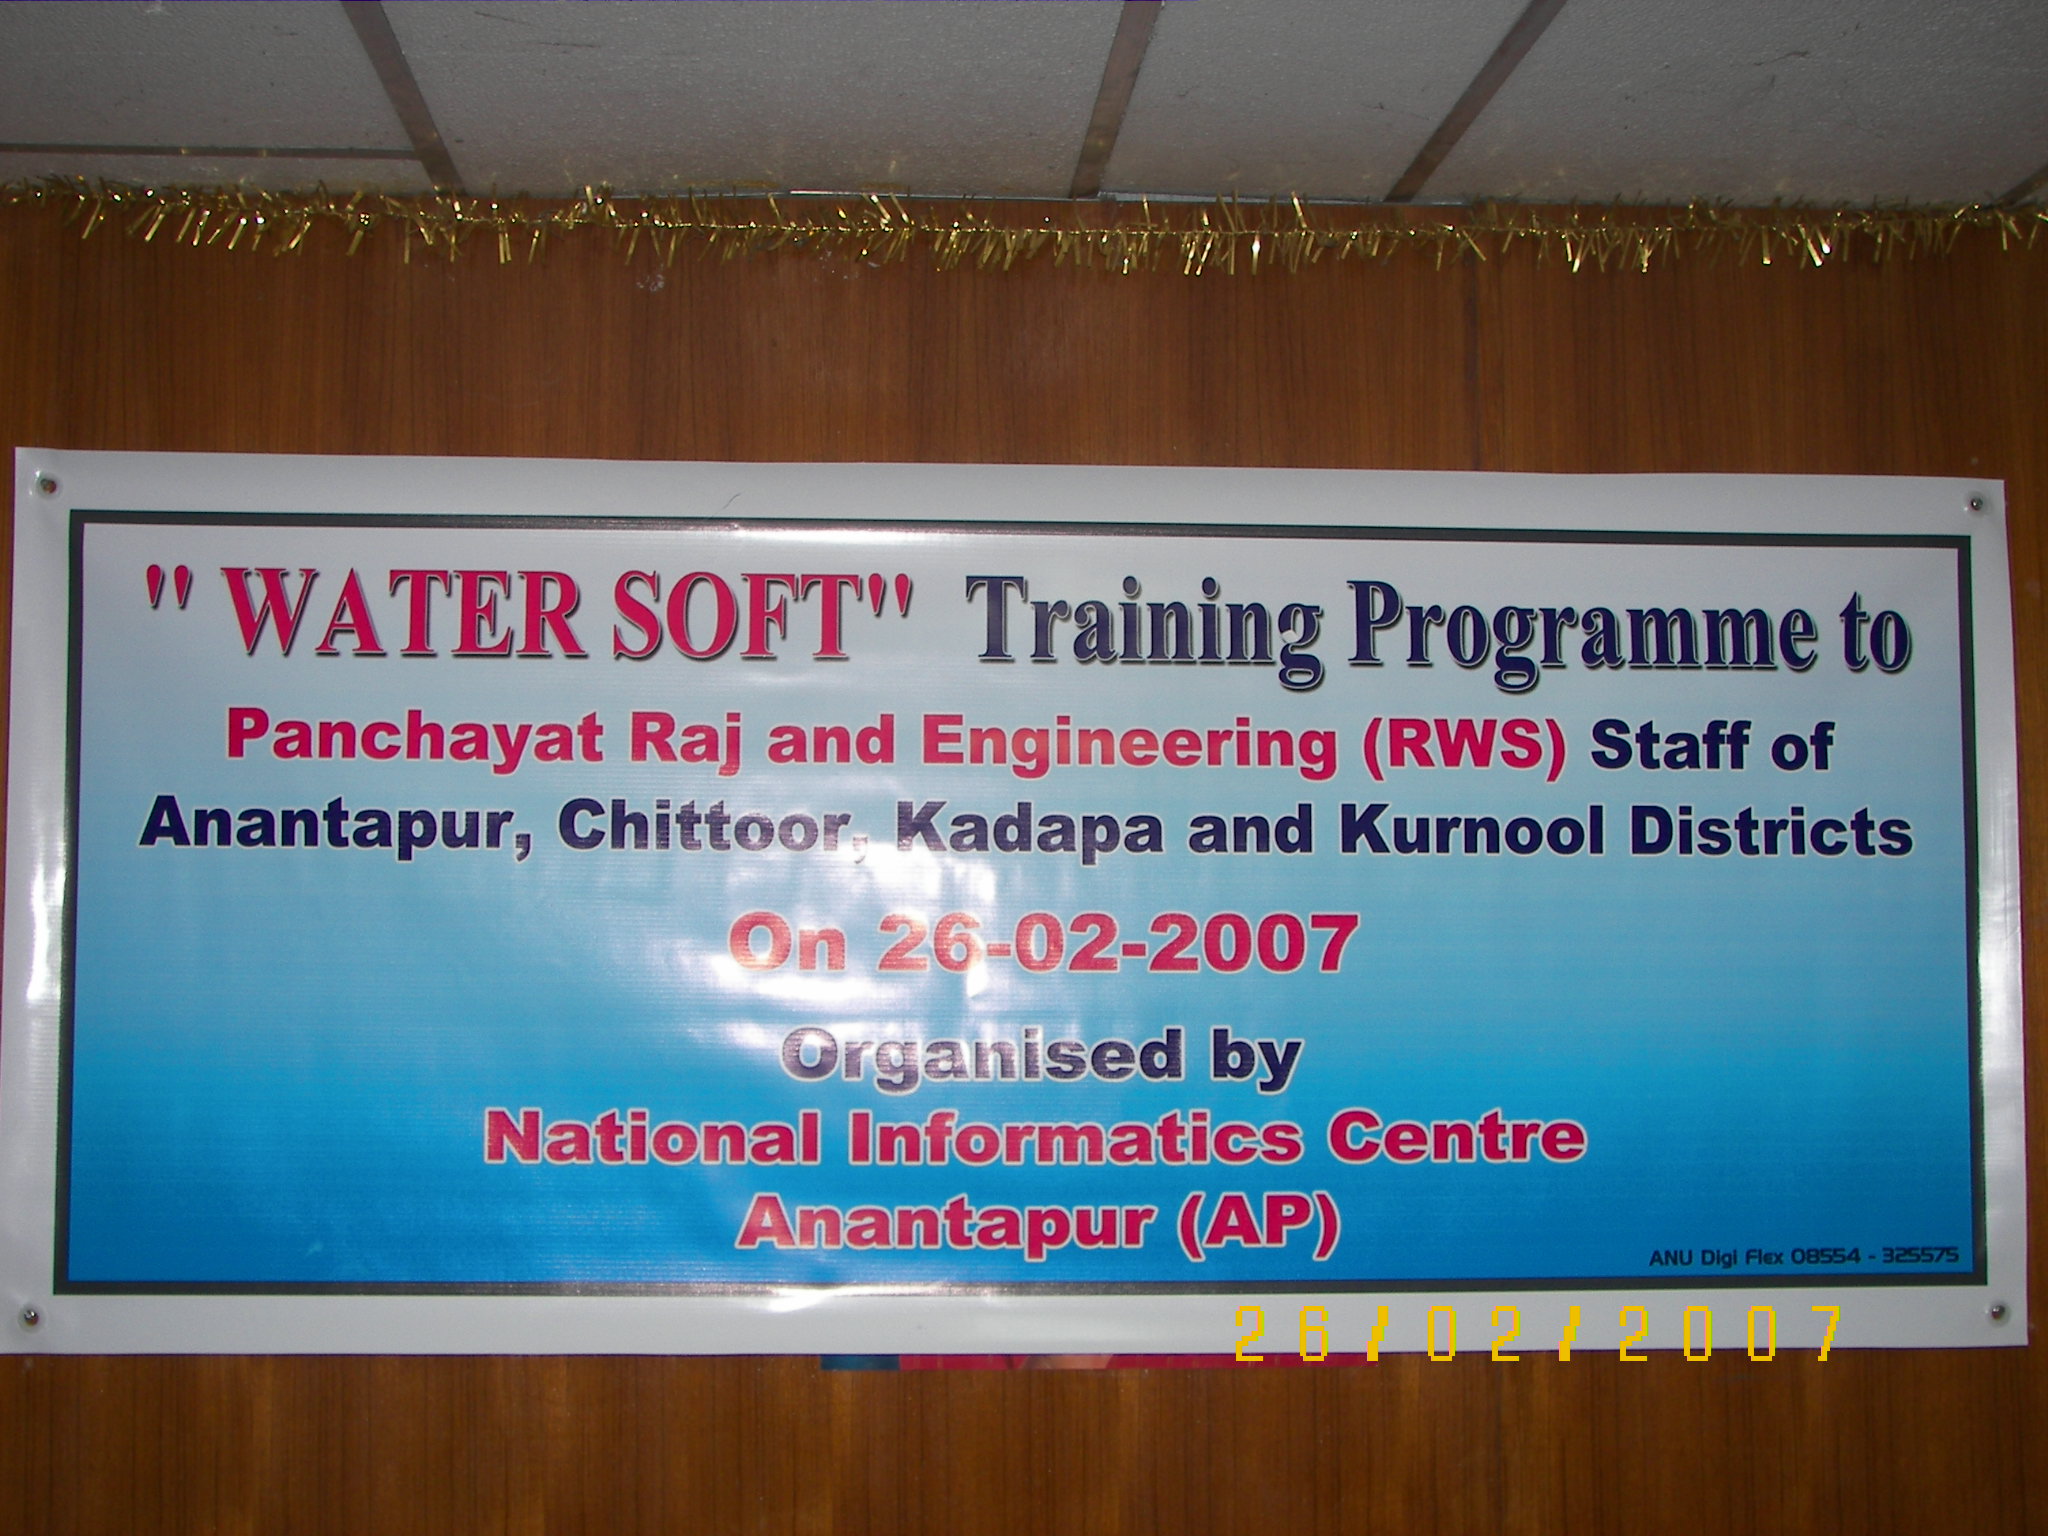 " WATER SOFT" Training Programme to
Panchayat Raj and Engineering (RWS) Staff of
Anantapur, Chittoor, Kadapa and Kurnool Districts
On 26-02-2007
Organised by
National Informatics Centre
Anantapur (AP)
ANU Digi Flex 08554 - 325575
26/02/2007